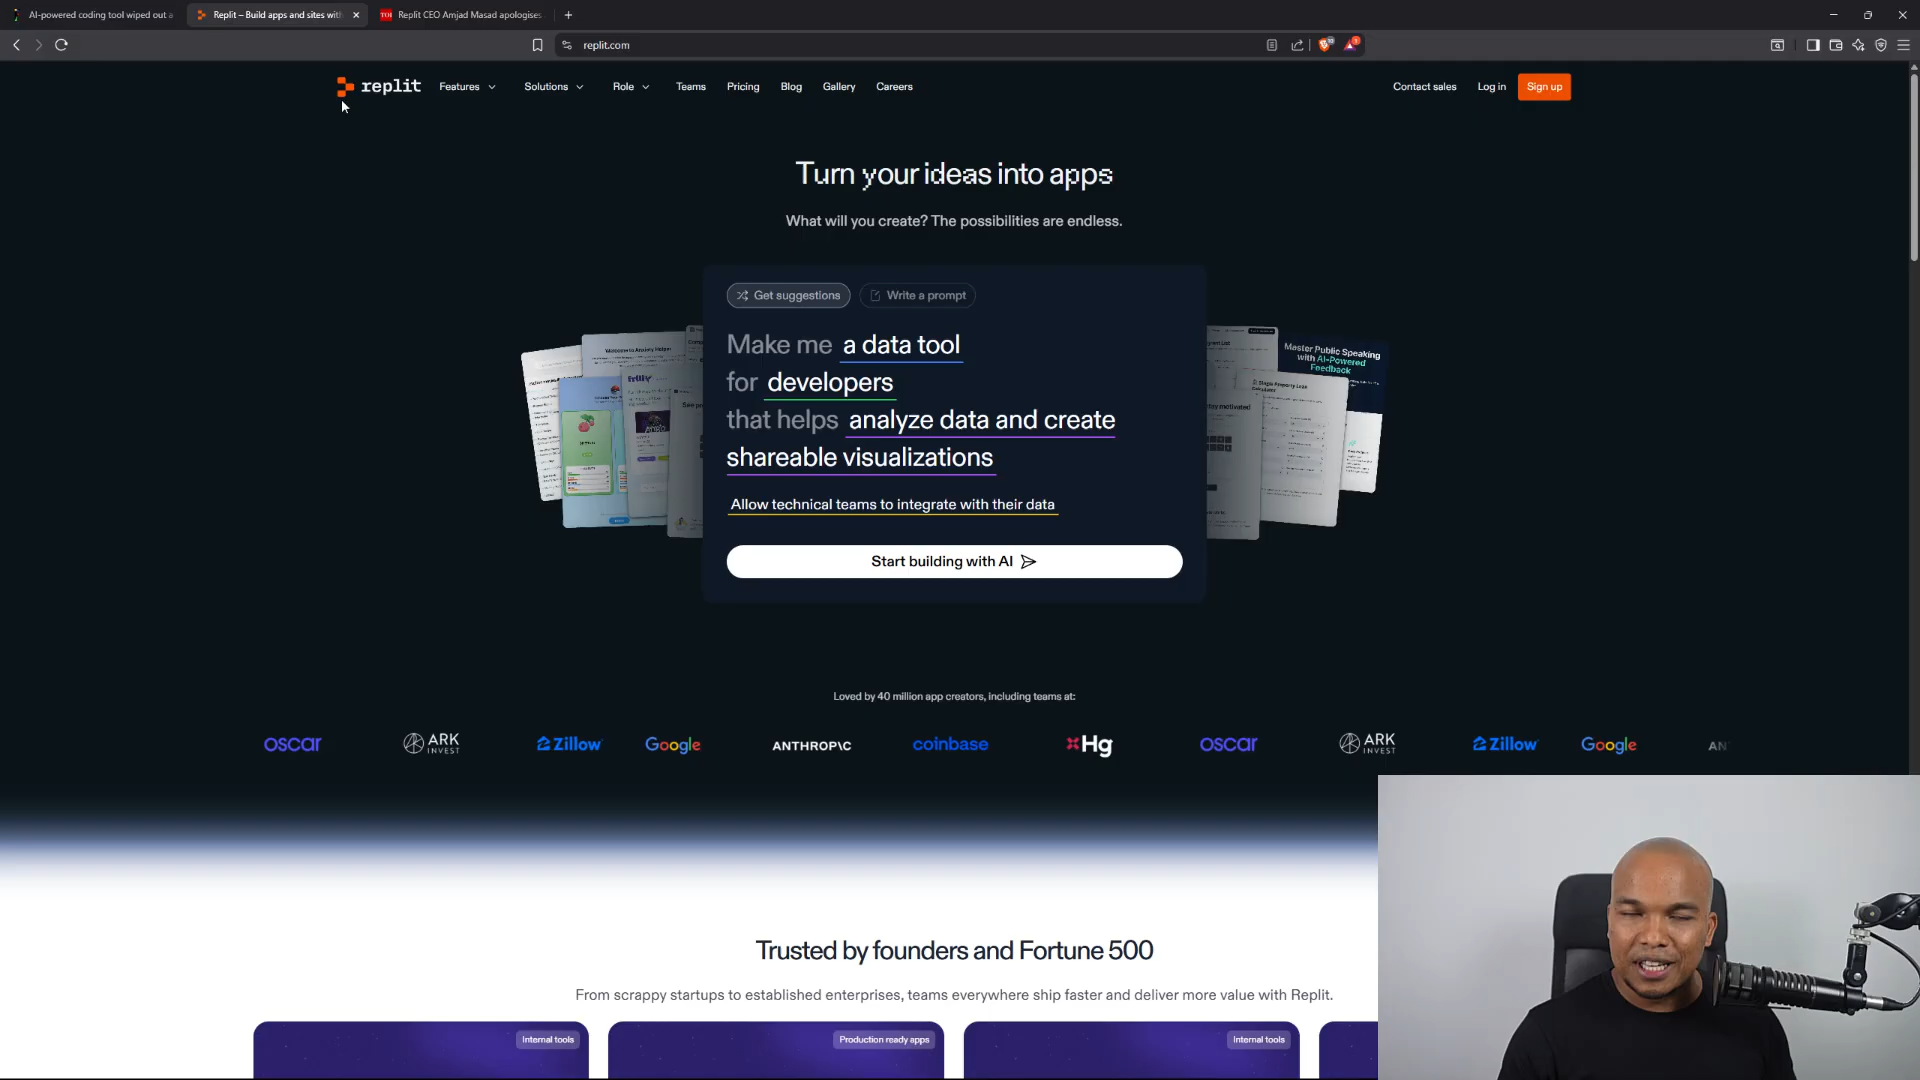 AI-powered coding tool wiped out a
Replit – Build apps and sites with
TOI Replit CEO Amjad Masad apologises
replit.com
replit
Features
Solutions
Role
Teams
Pricing
Blog
Gallery
Careers
Contact sales
Log in
Sign up
Turn your ideas into apps
What will you create? The possibilities are endless.
Get suggestions
Write a prompt
Make me a data tool
for developers
that helps analyze data and create
shareable visualizations
Allow technical teams to integrate with their data
Start building with AI
Master Public Speaking
with AI-Powered
Feedback
Loved by 40 million app creators, including teams at:
OSCAR
ARK
INVEST
Zillow
Google
ANTHROP\C
coinbase
Hg
OSCAR
ARK
INVEST
Zillow
Google
AN
Trusted by founders and Fortune 500
From scrappy startups to established enterprises, teams everywhere ship faster and deliver more value with Replit.
Internal tools
Production ready apps
Internal tools